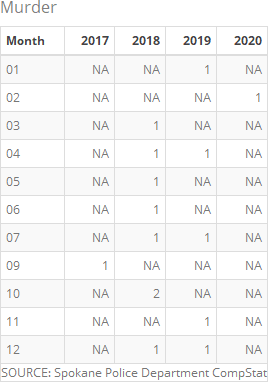 Murder
Month 2017 2018 2019 2020
01 NA NA 1 NA
02 NA NA NA 1
03 NA 1 NA NA
04 NA 1 1 NA
05 NA 1 NA NA
06 NA 1 NA NA
07 NA 1 1 NA
09 1 NA NA NA
10 NA 2 NA NA
11 NA NA 1 NA
12 NA 1 1 NA
SOURCE: Spokane Police Department CompStat